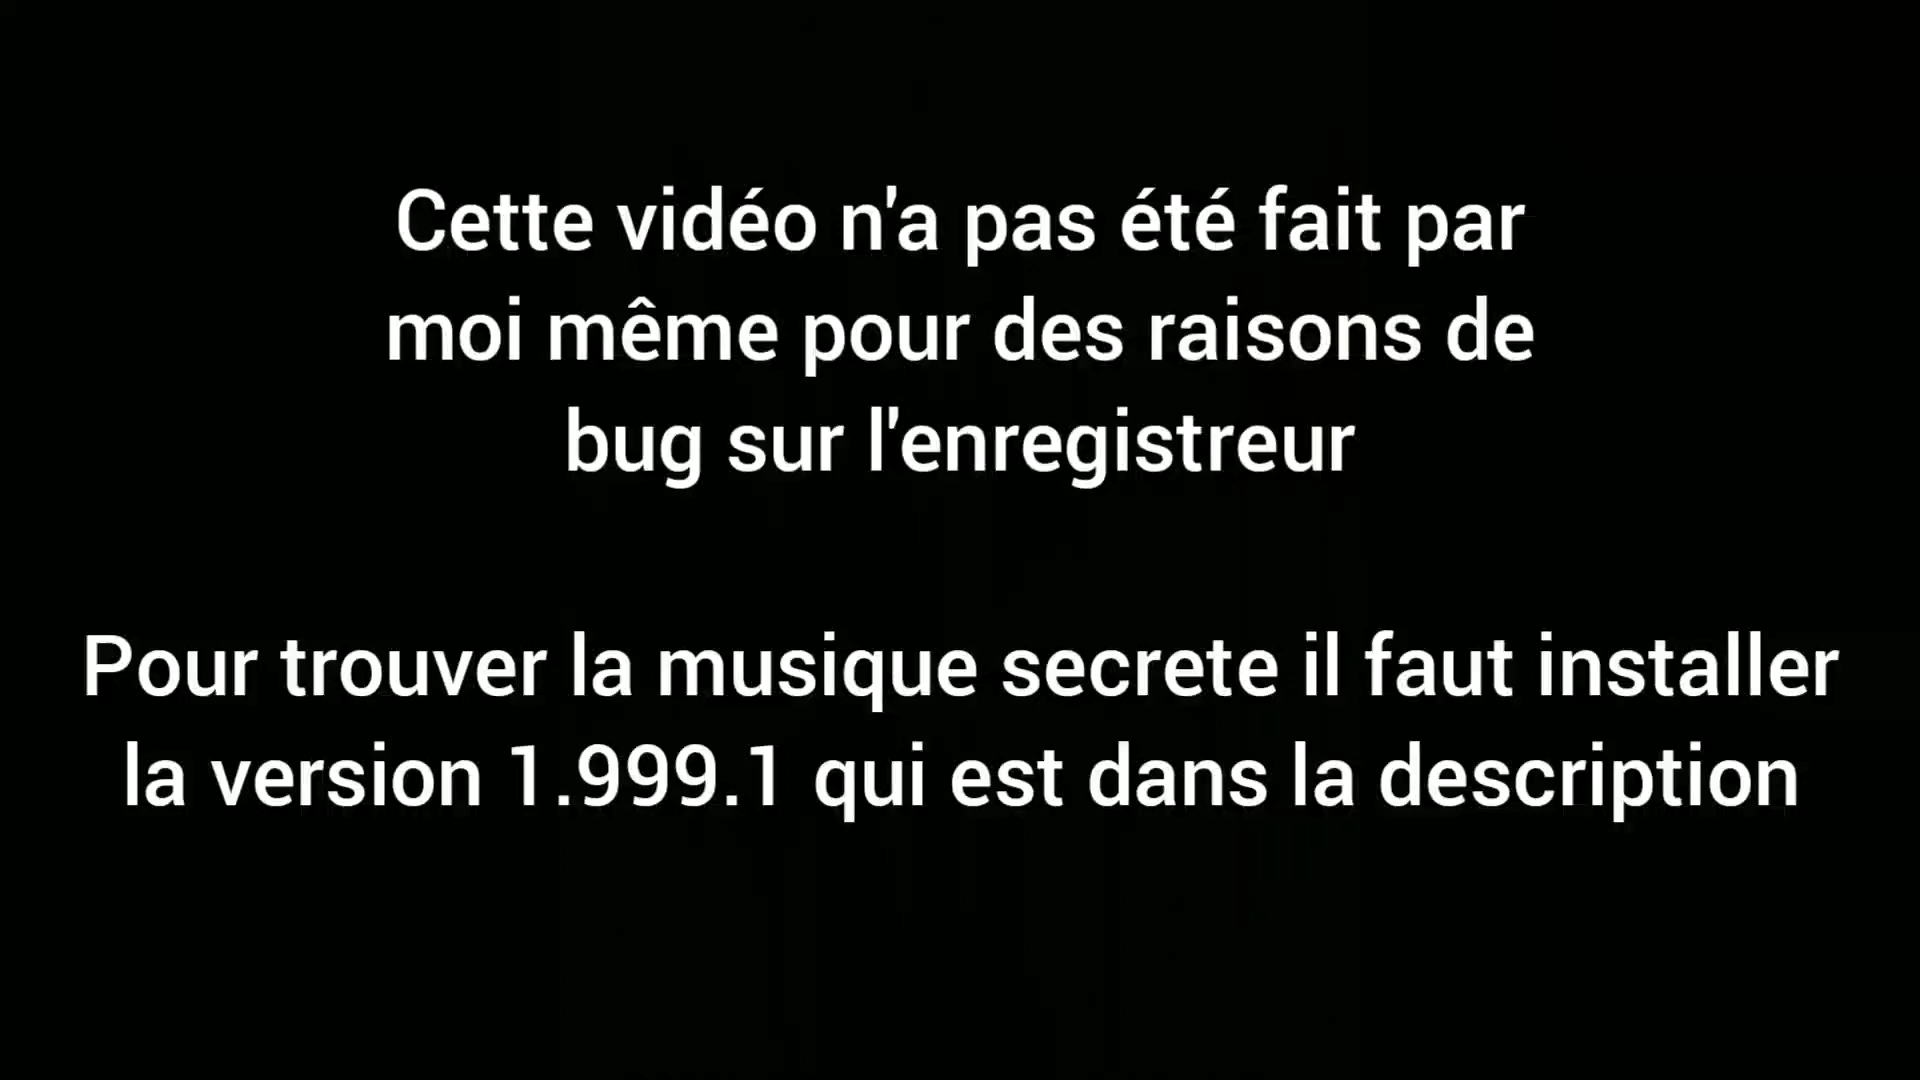 Cette vidéo n'a pas été fait par
moi même pour des raisons de
bug sur l'enregistreur
Pour trouver la musique secrete il faut installer
la version 1.999.1 qui est dans la description